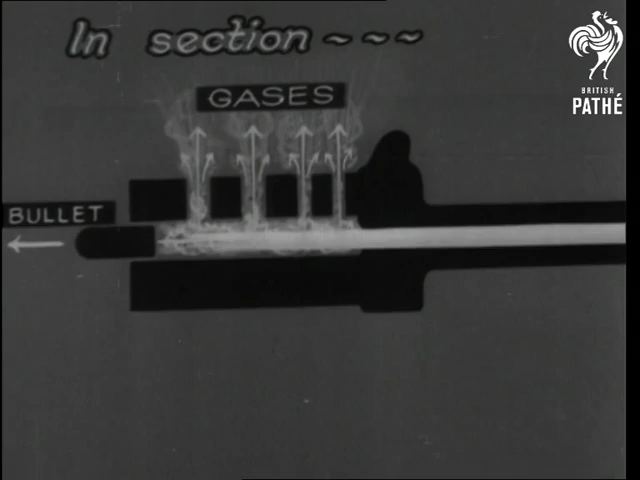 In section ~ ~ ~
BRITISH
PATHÉ
GASES
BULLET